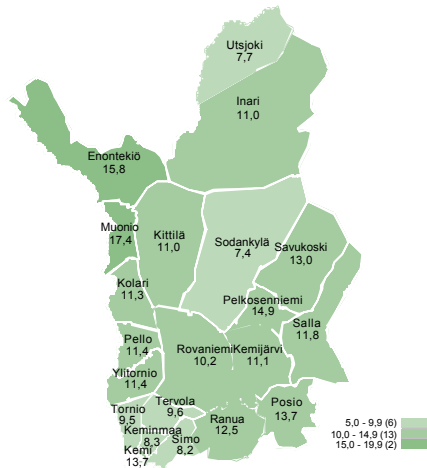 Utsjoki
7,7
Inari
11,0
Enontekiö
15,8
Muonio
17,4
Kittilä
11,0
Sodankylä
7,4
Savukoski
13,0
Kolari
11,3
Pelkosenniemi
14,9
Salla
11,8
Pello
11,4
Rovaniemi
10,2
Kemijärvi
11,1
Ylitornio
11,4
Tornio
9,5
Tervola
9,6
Posio
13,7
Keminmaa
8,3
Simo
8,2
Ranua
12,5
Kemi
13,7
5,0 - 9,9 (6)
10,0 - 14,9 (13)
15,0 - 19,9 (2)